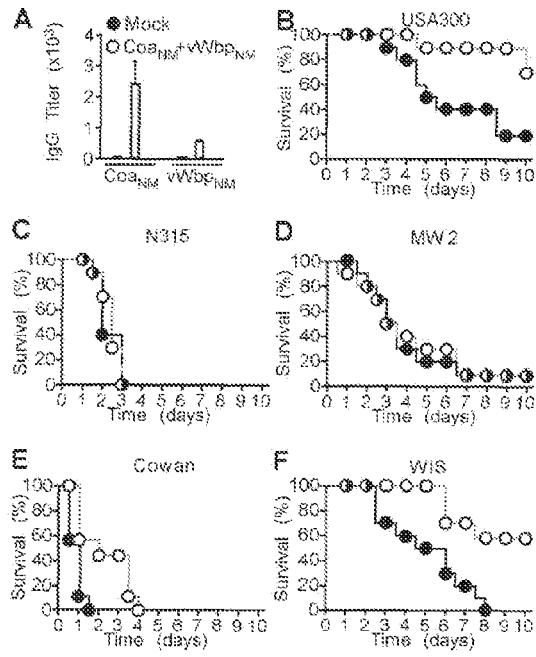 A
● Mock
○ Coa_NM+vWbp_NM
IgG Titer (x10³)
4
3
2
1
0
Coa_NM vWbp_NM
B
USA300
Survival (%)
100
80
60
40
20
0
0 1 2 3 4 5 6 7 8 9 10
Time (days)
C
N315
Survival (%)
100
80
60
40
20
0
0 1 2 3 4 5 6 7 8 9 10
Time (days)
D
MW2
Survival (%)
100
80
60
40
20
0
0 1 2 3 4 5 6 7 8 9 10
Time (days)
E
Cowan
Survival (%)
100
80
60
40
20
0
0 1 2 3 4 5 6 7 8 9 10
Time (days)
F
WIS
Survival (%)
100
80
60
40
20
0
0 1 2 3 4 5 6 7 8 9 10
Time (days)